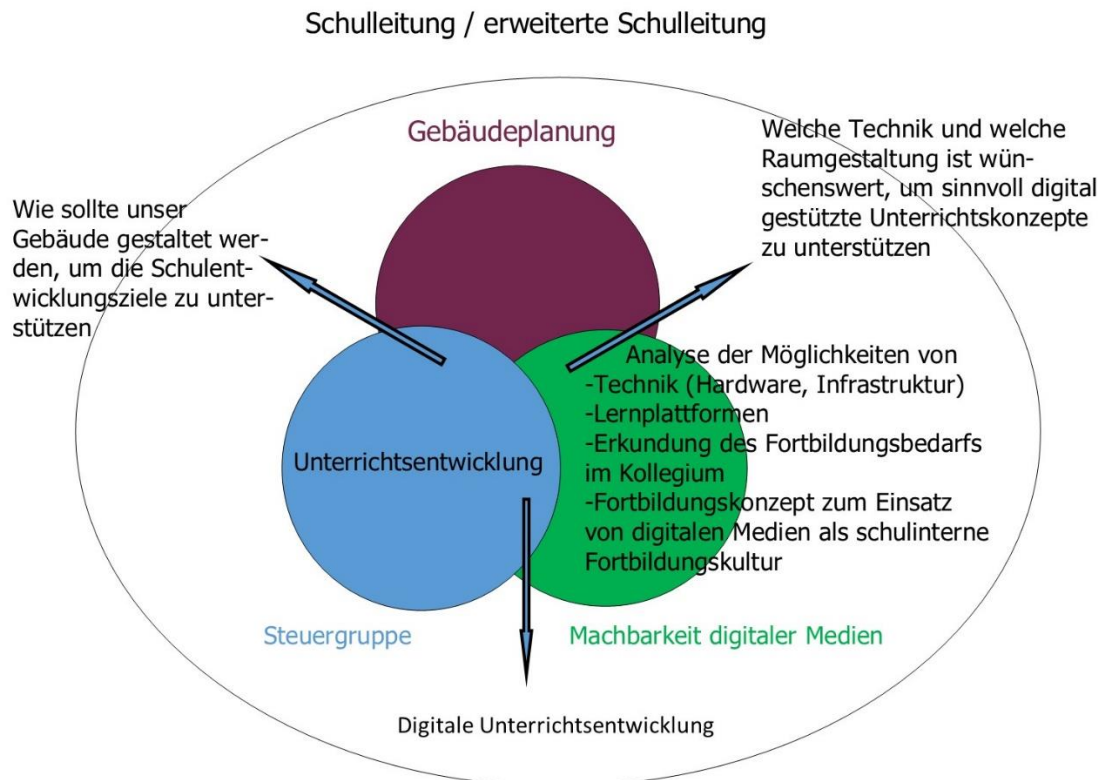 Schulleitung / erweiterte Schulleitung
Gebäudeplanung
Welche Technik und welche
Raumgestaltung ist wün-
schenswert, um sinnvoll digital
gestützte Unterrichtskonzepte
zu unterstützen
Wie sollte unser
Gebäude gestaltet wer-
den, um die Schulent-
wicklungsziele zu unter-
stützen
Analyse der Möglichkeiten von
-Technik (Hardware, Infrastruktur)
-Lernplattformen
-Erkundung des Fortbildungsbedarfs
im Kollegium
-Fortbildungskonzept zum Einsatz
von digitalen Medien als schulinterne
Fortbildungskultur
Unterrichtsentwicklung
Steuergruppe
Machbarkeit digitaler Medien
Digitale Unterrichtsentwicklung